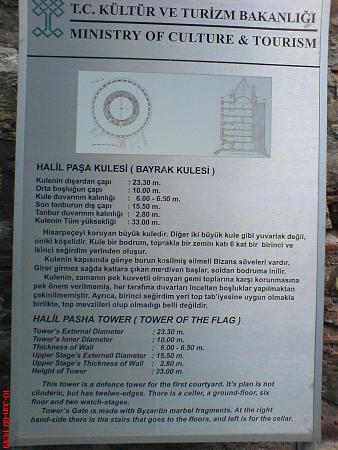 T.C. KÜLTÜR VE TURİZM BAKANLIĞI
MINISTRY OF CULTURE & TOURISM
HALİL PAŞA KULESİ ( BAYRAK KULESİ )
Kulenin dışardan çapı : 23.30 m.
Orta boşluğun çapı : 10.00 m.
Kule duvarının kalınlığı : 6.00 - 6.50 m.
Son tanburun dış çapı : 15.50 m.
Tanbur duvarının kalınlığı : 2.80 m.
Kulenin Tüm yüksekliği : 33.00 m.
Hisarpeçeyi koruyan büyük kuledir. Diğer iki büyük kule gibi yuvarlak değil,
oniki köşelidir. Kule bir bodrum, toprakla bir zemin katı 6 kat bir birinci ve
ikinci seğirdim yerinden oluşur.
Kulenin kapısında gönye burun kosilmiş silmeli Bizans söveleri vardır.
Girer girmez sağda katlara çıkan merdiven başlar, soldan bodruma inilir.
Kulenin, zamanın pek kuvvetli olmayan gemi toplarına karşı korunmasına
pek önem verilmemiş, her tarafına duvarları incelten boşluklar yapılmaktan
çekinilmemiştir. Ayrıca, birinci seğirdim yeri top tab'iyesine uygun olmakla
birlikte, top mevzileri olup olmadığı belli değildir.
HALİL PASHA TOWER ( TOWER OF THE FLAG )
Tower's External Diameter : 23.30 m.
Tower's Inner Diameter : 10.00 m.
Thickness of Wall : 6.00 - 6.50 m.
Upper Stage's Externall Diameter : 15.50 m.
Upper Stage's Thickness of Wall : 2.80 m.
Height of Tower : 33.00 m.
This tower is a defence tower for the first courtyard. It's plan is not
clinderic, but has twelve-edges. There is a celler, a ground-floor, six
floor and two watch-stages.
Tower's Gate is made with Byzantin marbel fragments. At the right
hand-side there is the stairs that goes to the floors, and left is for the cellar.